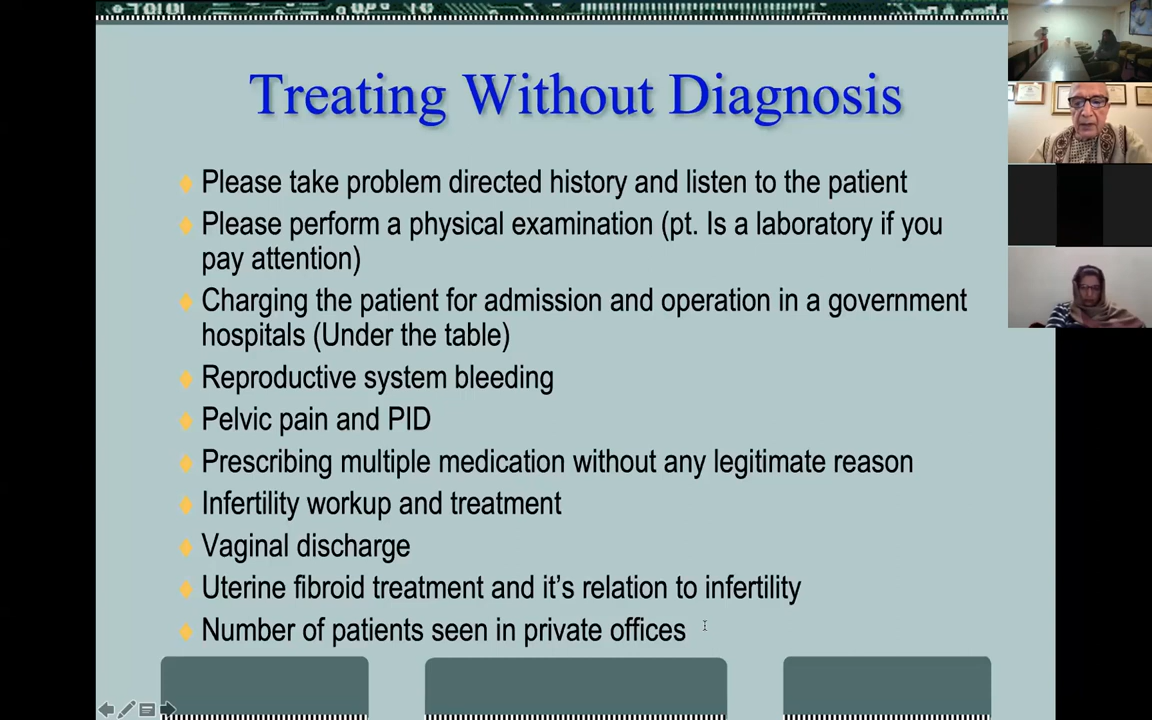 Treating Without Diagnosis
Please take problem directed history and listen to the patient
Please perform a physical examination (pt. Is a laboratory if you
pay attention)
Charging the patient for admission and operation in a government
hospitals (Under the table)
Reproductive system bleeding
Pelvic pain and PID
Prescribing multiple medication without any legitimate reason
Infertility workup and treatment
Vaginal discharge
Uterine fibroid treatment and it's relation to infertility
Number of patients seen in private offices